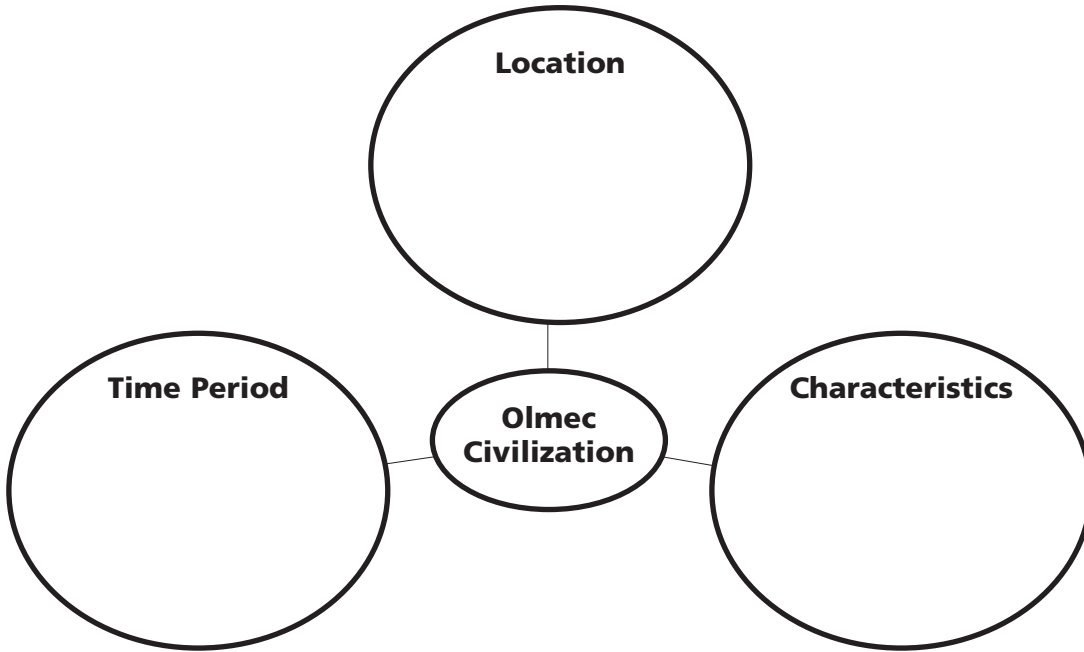 Location
Time Period
Olmec
Civilization
Characteristics